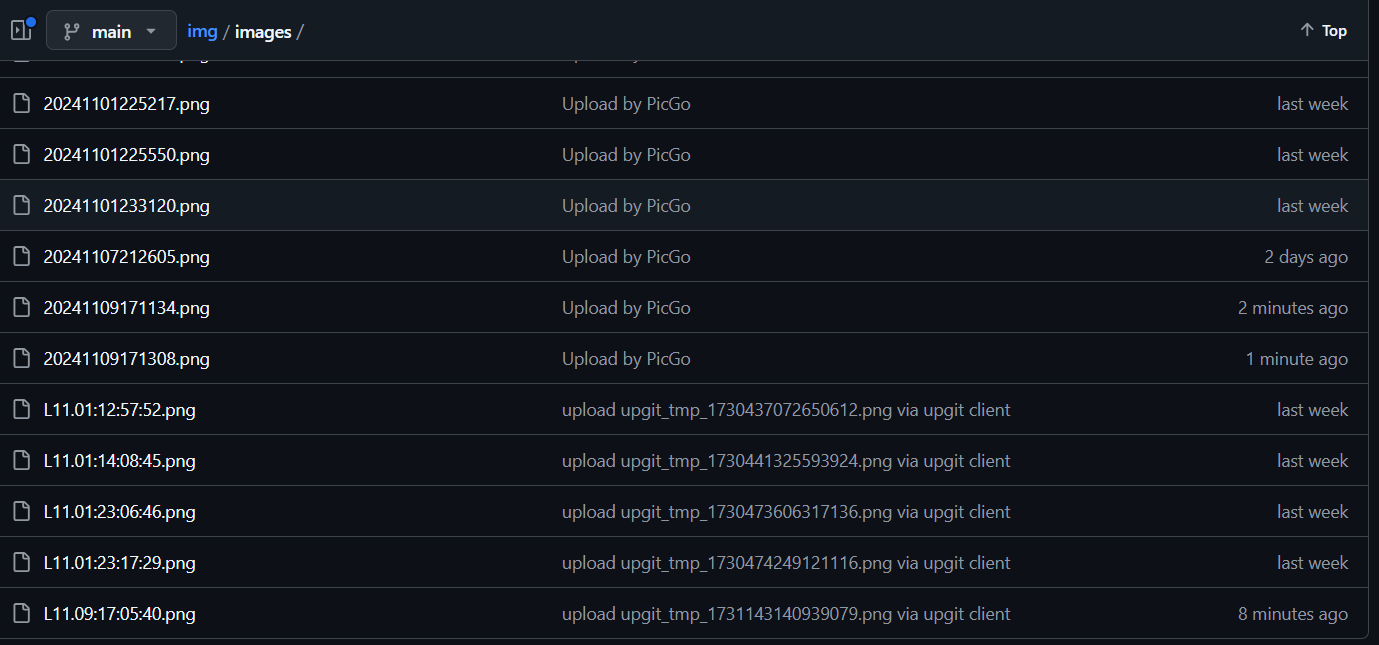 main
img / images /
Top
20241101225217.png Upload by PicGo last week
20241101225550.png Upload by PicGo last week
20241101233120.png Upload by PicGo last week
20241107212605.png Upload by PicGo 2 days ago
20241109171134.png Upload by PicGo 2 minutes ago
20241109171308.png Upload by PicGo 1 minute ago
L11.01:12:57:52.png upload upgit_tmp_1730437072650612.png via upgit client last week
L11.01:14:08:45.png upload upgit_tmp_1730441325593924.png via upgit client last week
L11.01:23:06:46.png upload upgit_tmp_1730473606317136.png via upgit client last week
L11.01:23:17:29.png upload upgit_tmp_1730474249121116.png via upgit client last week
L11.09:17:05:40.png upload upgit_tmp_1731143140939079.png via upgit client 8 minutes ago